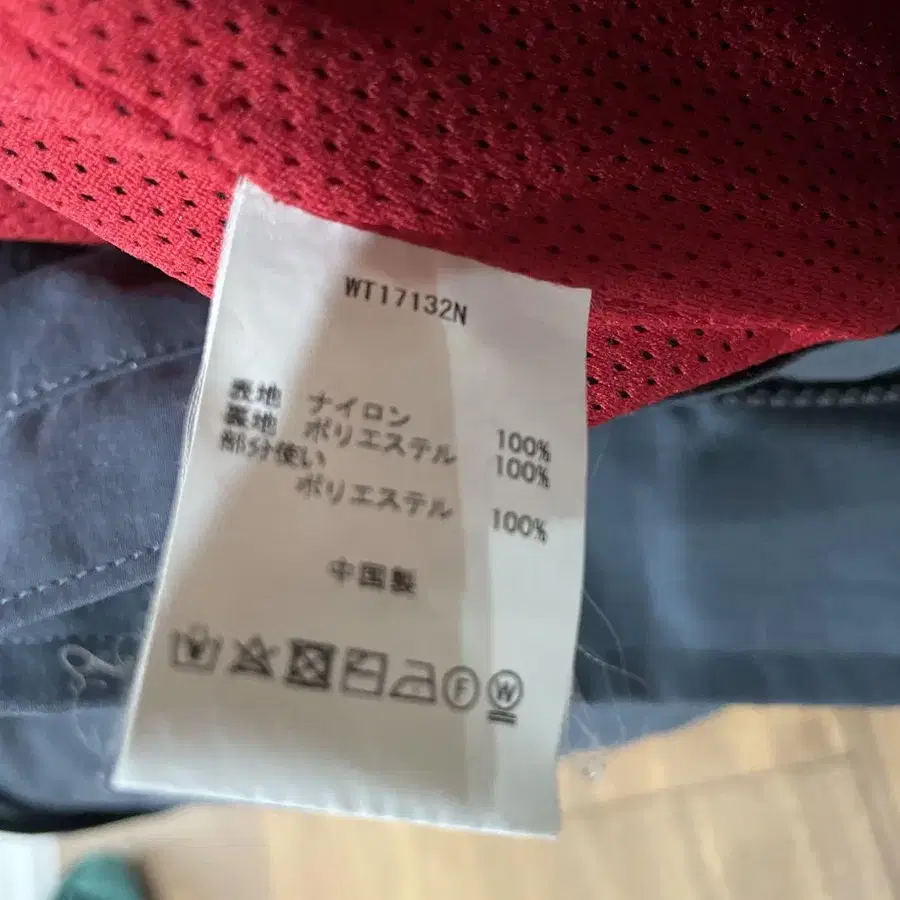 WT17132N
表地 ナイロン 100%
裏地 ポリエステル 100%
部分使い
ポリエステル 100%
中国製
F W